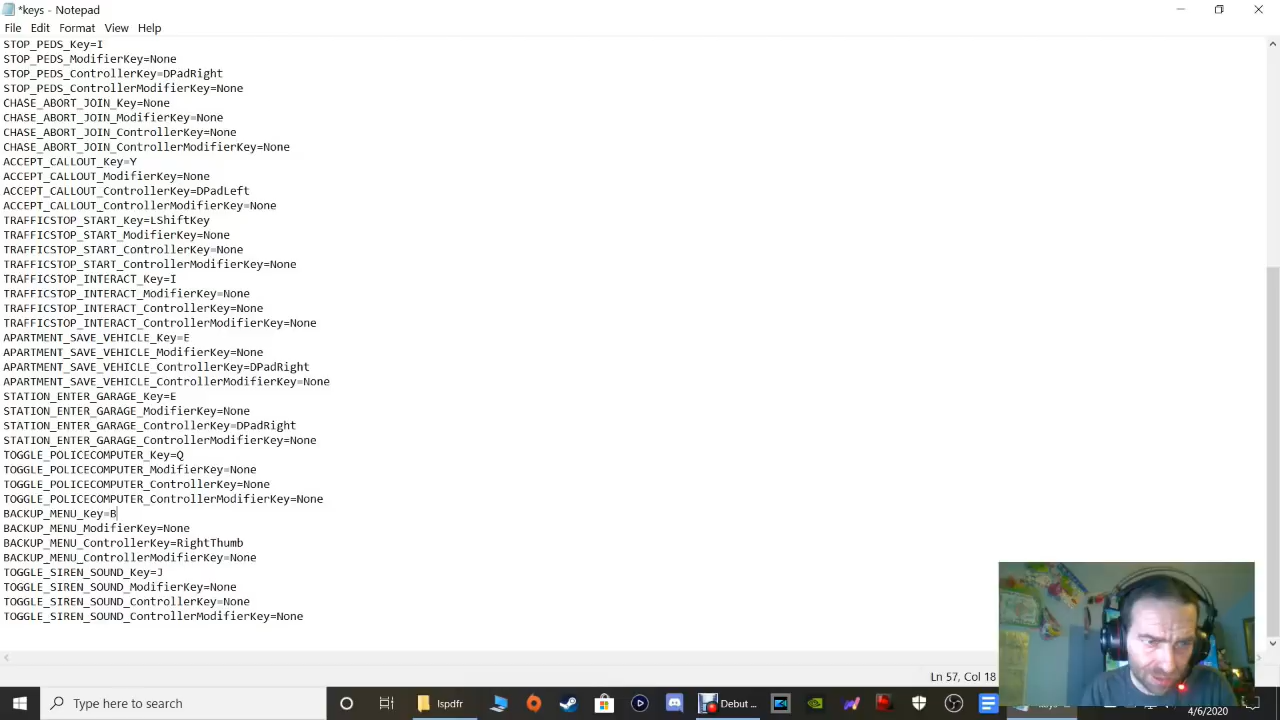 *keys - Notepad
File Edit Format View Help
STOP_PEDS_Key=I
STOP_PEDS_ModifierKey=None
STOP_PEDS_ControllerKey=DPadRight
STOP_PEDS_ControllerModifierKey=None
CHASE_ABORT_JOIN_Key=None
CHASE_ABORT_JOIN_ModifierKey=None
CHASE_ABORT_JOIN_ControllerKey=None
CHASE_ABORT_JOIN_ControllerModifierKey=None
ACCEPT_CALLOUT_Key=Y
ACCEPT_CALLOUT_ModifierKey=None
ACCEPT_CALLOUT_ControllerKey=DPadLeft
ACCEPT_CALLOUT_ControllerModifierKey=None
TRAFFICSTOP_START_Key=LShiftKey
TRAFFICSTOP_START_ModifierKey=None
TRAFFICSTOP_START_ControllerKey=None
TRAFFICSTOP_START_ControllerModifierKey=None
TRAFFICSTOP_INTERACT_Key=I
TRAFFICSTOP_INTERACT_ModifierKey=None
TRAFFICSTOP_INTERACT_ControllerKey=None
TRAFFICSTOP_INTERACT_ControllerModifierKey=None
APARTMENT_SAVE_VEHICLE_Key=E
APARTMENT_SAVE_VEHICLE_ModifierKey=None
APARTMENT_SAVE_VEHICLE_ControllerKey=DPadRight
APARTMENT_SAVE_VEHICLE_ControllerModifierKey=None
STATION_ENTER_GARAGE_Key=E
STATION_ENTER_GARAGE_ModifierKey=None
STATION_ENTER_GARAGE_ControllerKey=DPadRight
STATION_ENTER_GARAGE_ControllerModifierKey=None
TOGGLE_POLICECOMPUTER_Key=Q
TOGGLE_POLICECOMPUTER_ModifierKey=None
TOGGLE_POLICECOMPUTER_ControllerKey=None
TOGGLE_POLICECOMPUTER_ControllerModifierKey=None
BACKUP_MENU_Key=B
BACKUP_MENU_ModifierKey=None
BACKUP_MENU_ControllerKey=RightThumb
BACKUP_MENU_ControllerModifierKey=None
TOGGLE_SIREN_SOUND_Key=J
TOGGLE_SIREN_SOUND_ModifierKey=None
TOGGLE_SIREN_SOUND_ControllerKey=None
TOGGLE_SIREN_SOUND_ControllerModifierKey=None
Ln 57, Col 18
Type here to search
lspdfr
Debut ...
4/6/2020